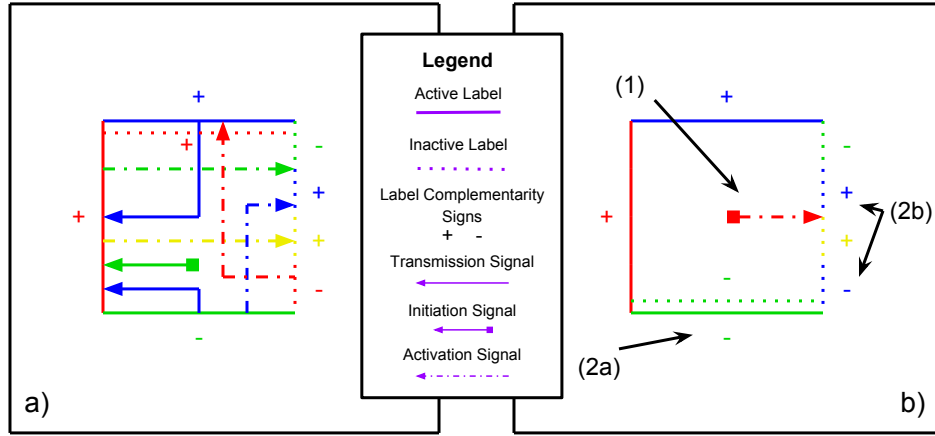 +
+
-
+
+
+
-
-
a)
Legend
Active Label
Inactive Label
Label Complementarity
Signs
+ -
Transmission Signal
Initiation Signal
Activation Signal
(1)
+
-
+
+
+
(2b)
-
-
-
(2a)
b)